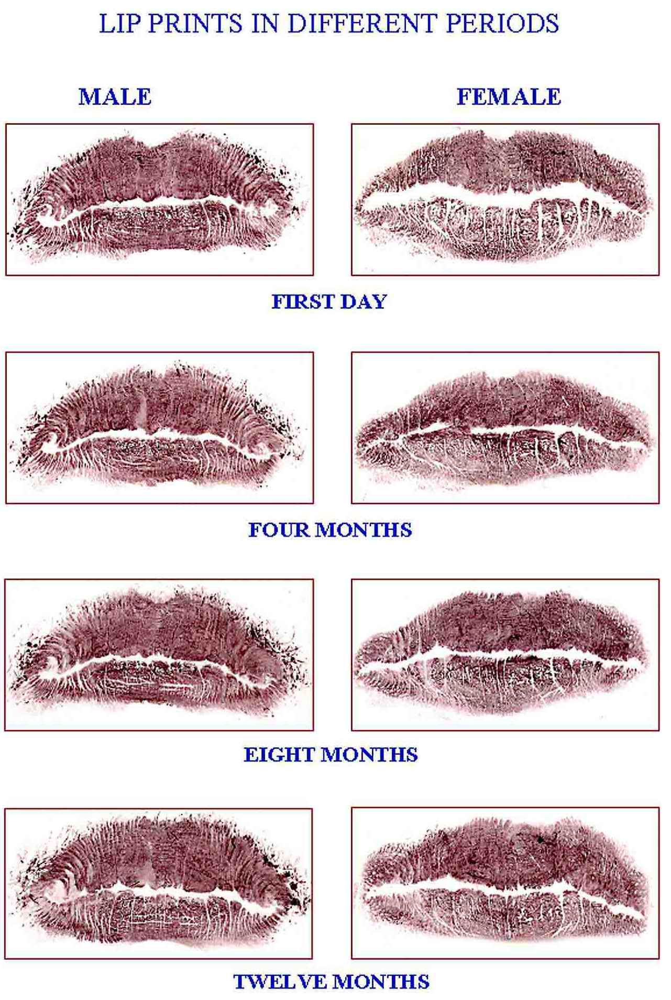 LIP PRINTS IN DIFFERENT PERIODS
MALE FEMALE
FIRST DAY
FOUR MONTHS
EIGHT MONTHS
TWELVE MONTHS